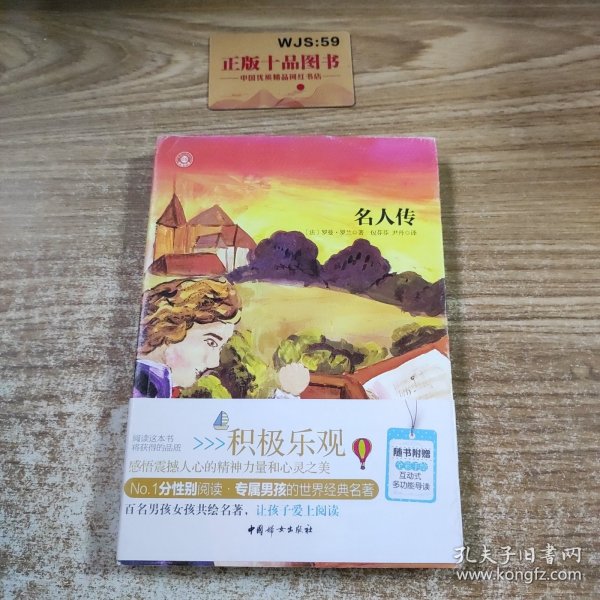 WJS:59
正版十品图书
中国优质精品网红书店
名人传
［法］罗曼·罗兰◎著 包芬芬 尹丹◎译
阅读这本书
将获得的品质
>>>积极乐观
感悟震撼人心的精神力量和心灵之美
No.1分性别阅读·专属男孩的世界经典名著
百名男孩女孩共绘名著，让孩子爱上阅读
中国妇女出版社
随书附赠
互动式
多功能导读
孔夫子旧书网
www.kongfz.com